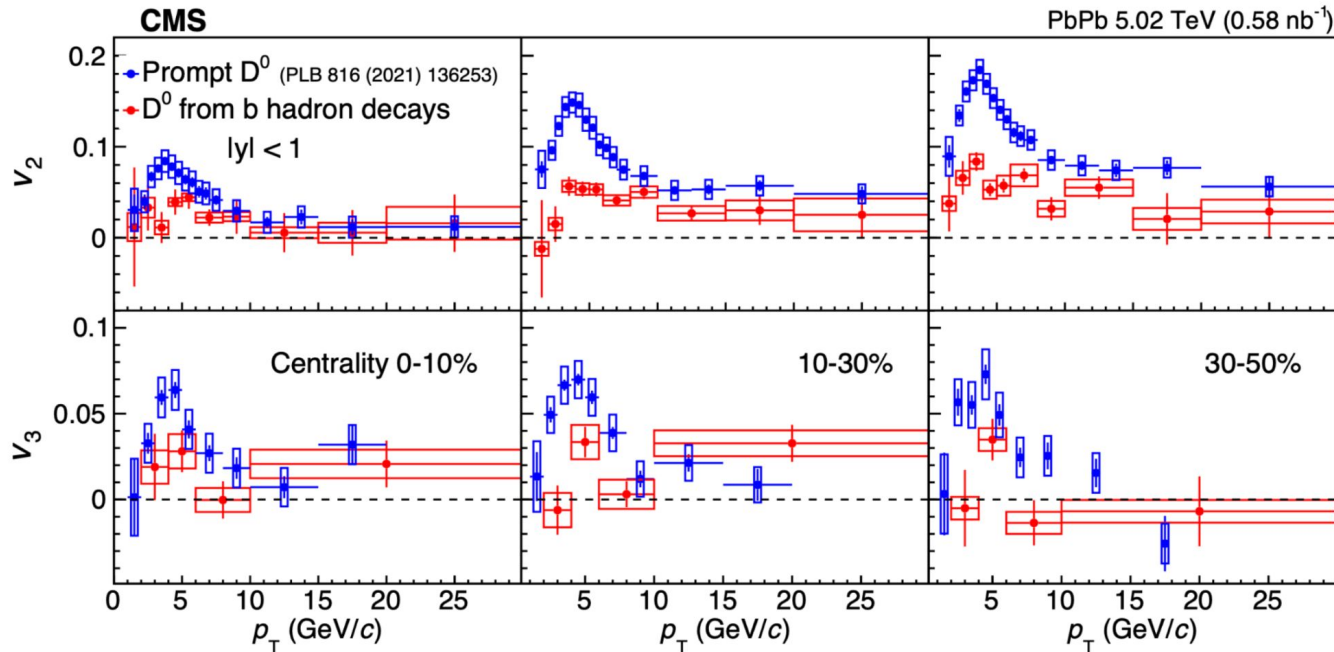 CMS
PbPb 5.02 TeV (0.58 nb⁻¹)
0.2
0.1
0
v₂
Prompt D⁰ (PLB 816 (2021) 136253)
D⁰ from b hadron decays
|y| < 1
0.1
0.05
0
v₃
Centrality 0-10%
10-30%
30-50%
0 5 10 15 20 25
5 10 15 20 25
5 10 15 20 25
p_T (GeV/c)
p_T (GeV/c)
p_T (GeV/c)